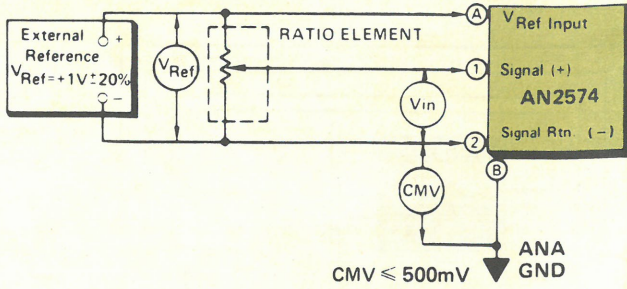 External
Reference
VRef=+1V±20%
+
−
VRef
RATIO ELEMENT
Vin
CMV
A
1
2
B
VRef Input
Signal (+)
AN2574
Signal Rtn. (−)
ANA
GND
CMV ⩽ 500mV